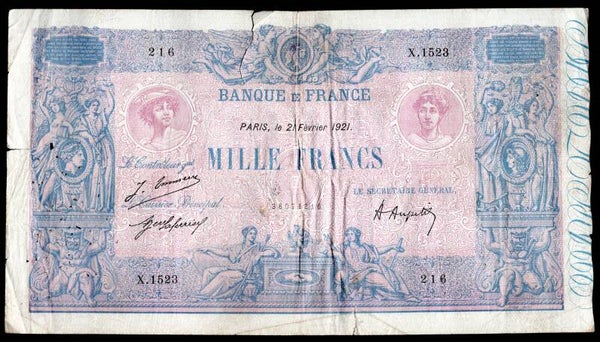 216 X.1523
BANQUE DE FRANCE
PARIS, le 21 Février 1921.
MILLE FRANCS
Le Contrôleur gal
LE SECRÉTAIRE GÉNÉRAL,
Le Caissier Principal
X.1523 216